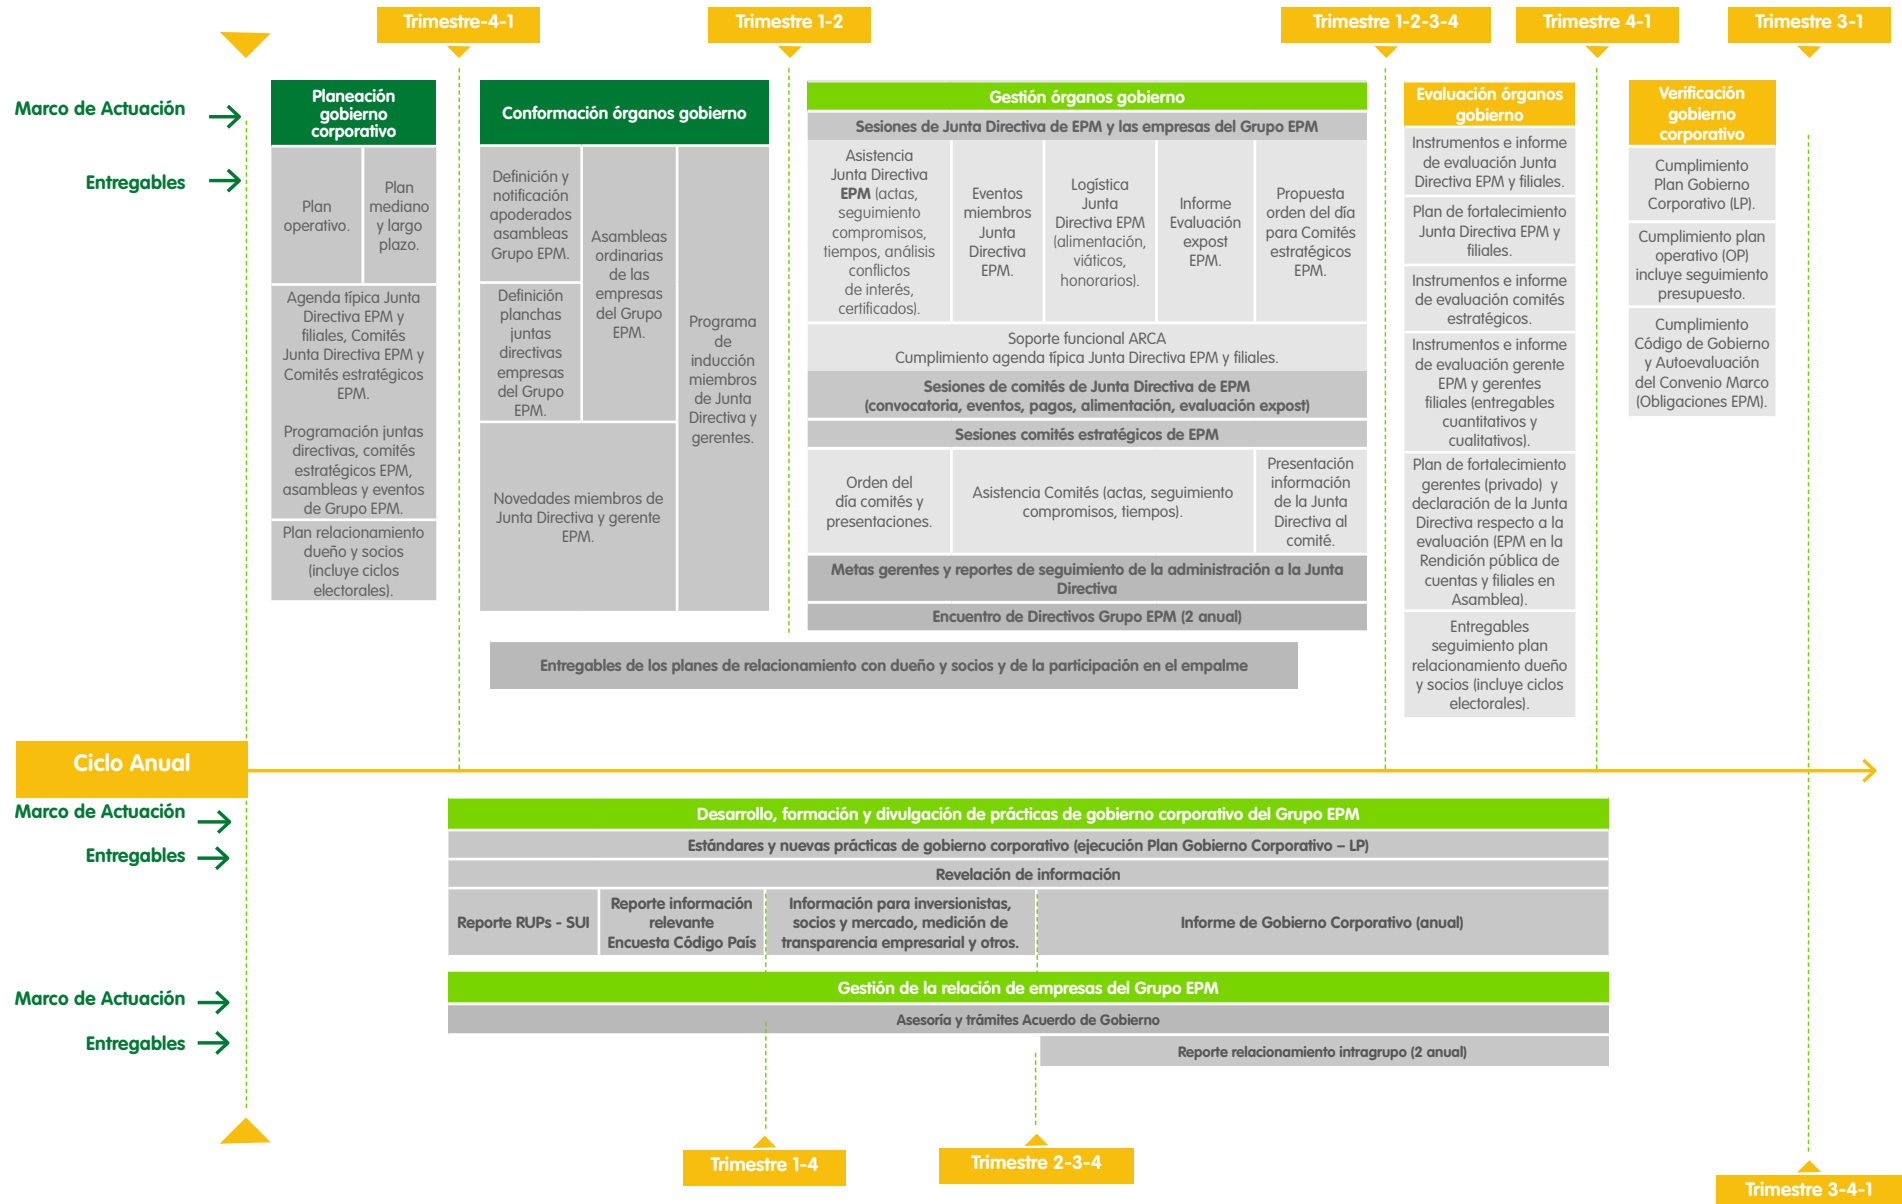 Trimestre-4-1
Trimestre 1-2
Trimestre 1-2-3-4
Trimestre 4-1
Trimestre 3-1
Marco de Actuación
Entregables
Planeación
gobierno
corporativo
Plan
operativo.
Plan
mediano
y largo
plazo.
Agenda típica Junta
Directiva EPM y
filiales, Comités
Junta Directiva EPM y
Comités estratégicos
EPM.
Programación juntas
directivas, comités
estratégicos EPM,
asambleas y eventos
de Grupo EPM.
Plan relacionamiento
dueño y socios
(incluye ciclos
electorales).
Conformación órganos gobierno
Definición y
notificación
apoderados
asambleas
Grupo EPM.
Definición
planchas
juntas
directivas
empresas
del Grupo
EPM.
Asambleas
ordinarias
de las
empresas
del Grupo
EPM.
Novedades miembros de
Junta Directiva y gerente
EPM.
Programa
de
inducción
miembros
de Junta
Directiva y
gerentes.
Gestión órganos gobierno
Sesiones de Junta Directiva de EPM y las empresas del Grupo EPM
Asistencia
Junta Directiva
EPM (actas,
seguimiento
compromisos,
tiempos, análisis
conflictos
de interés,
certificados).
Eventos
miembros
Junta
Directiva
EPM.
Logística
Junta
Directiva EPM
(alimentación,
viáticos,
honorarios).
Informe
Evaluación
expost
EPM.
Propuesta
orden del día
para Comités
estratégicos
EPM.
Soporte funcional ARCA
Cumplimiento agenda típica Junta Directiva EPM y filiales.
Sesiones de comités de Junta Directiva de EPM
(convocatoria, eventos, pagos, alimentación, evaluación expost)
Sesiones comités estratégicos de EPM
Orden del
día comités y
presentaciones.
Asistencia Comités (actas, seguimiento
compromisos, tiempos).
Presentación
información
de la Junta
Directiva al
comité.
Metas gerentes y reportes de seguimiento de la administración a la Junta
Directiva
Encuentro de Directivos Grupo EPM (2 anual)
Entregables de los planes de relacionamiento con dueño y socios y de la participación en el empalme
Evaluación órganos
gobierno
Instrumentos e informe
de evaluación Junta
Directiva EPM y filiales.
Plan de fortalecimiento
Junta Directiva EPM y
filiales.
Instrumentos e informe
de evaluación comités
estratégicos.
Instrumentos e informe
de evaluación gerente
EPM y gerentes
filiales (entregables
cuantitativos y
cualitativos).
Plan de fortalecimiento
gerentes (privado) y
declaración de la Junta
Directiva respecto a la
evaluación (EPM en la
Rendición pública de
cuentas y filiales en
Asamblea).
Entregables
seguimiento plan
relacionamiento dueño
y socios (incluye ciclos
electorales).
Verificación
gobierno
corporativo
Cumplimiento
Plan Gobierno
Corporativo (LP).
Cumplimiento plan
operativo (OP)
incluye seguimiento
presupuesto.
Cumplimiento
Código de Gobierno
y Autoevaluación
del Convenio Marco
(Obligaciones EPM).
Ciclo Anual
Marco de Actuación
Entregables
Desarrollo, formación y divulgación de prácticas de gobierno corporativo del Grupo EPM
Estándares y nuevas prácticas de gobierno corporativo (ejecución Plan Gobierno Corporativo – LP)
Revelación de información
Reporte RUPs - SUI
Reporte información
relevante
Encuesta Código País
Información para inversionistas,
socios y mercado, medición de
transparencia empresarial y otros.
Informe de Gobierno Corporativo (anual)
Marco de Actuación
Entregables
Gestión de la relación de empresas del Grupo EPM
Asesoría y trámites Acuerdo de Gobierno
Reporte relacionamiento intragrupo (2 anual)
Trimestre 1-4
Trimestre 2-3-4
Trimestre 3-4-1